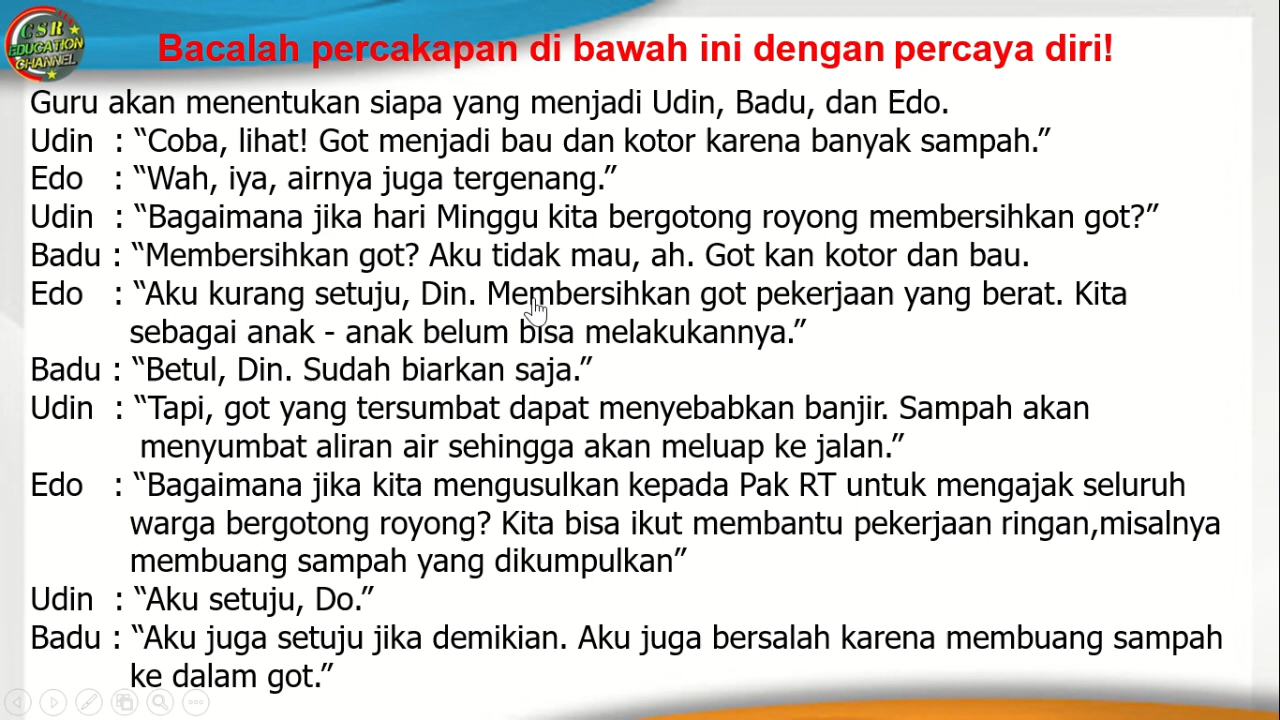 CSR
EDUCATION
CHANNEL
Bacalah percakapan di bawah ini dengan percaya diri!
Guru akan menentukan siapa yang menjadi Udin, Badu, dan Edo.
Udin : “Coba, lihat! Got menjadi bau dan kotor karena banyak sampah.”
Edo : “Wah, iya, airnya juga tergenang.”
Udin : “Bagaimana jika hari Minggu kita bergotong royong membersihkan got?”
Badu : “Membersihkan got? Aku tidak mau, ah. Got kan kotor dan bau.
Edo : “Aku kurang setuju, Din. Membersihkan got pekerjaan yang berat. Kita
sebagai anak - anak belum bisa melakukannya.”
Badu : “Betul, Din. Sudah biarkan saja.”
Udin : “Tapi, got yang tersumbat dapat menyebabkan banjir. Sampah akan
menyumbat aliran air sehingga akan meluap ke jalan.”
Edo : “Bagaimana jika kita mengusulkan kepada Pak RT untuk mengajak seluruh
warga bergotong royong? Kita bisa ikut membantu pekerjaan ringan,misalnya
membuang sampah yang dikumpulkan”
Udin : “Aku setuju, Do.”
Badu : “Aku juga setuju jika demikian. Aku juga bersalah karena membuang sampah
ke dalam got.”